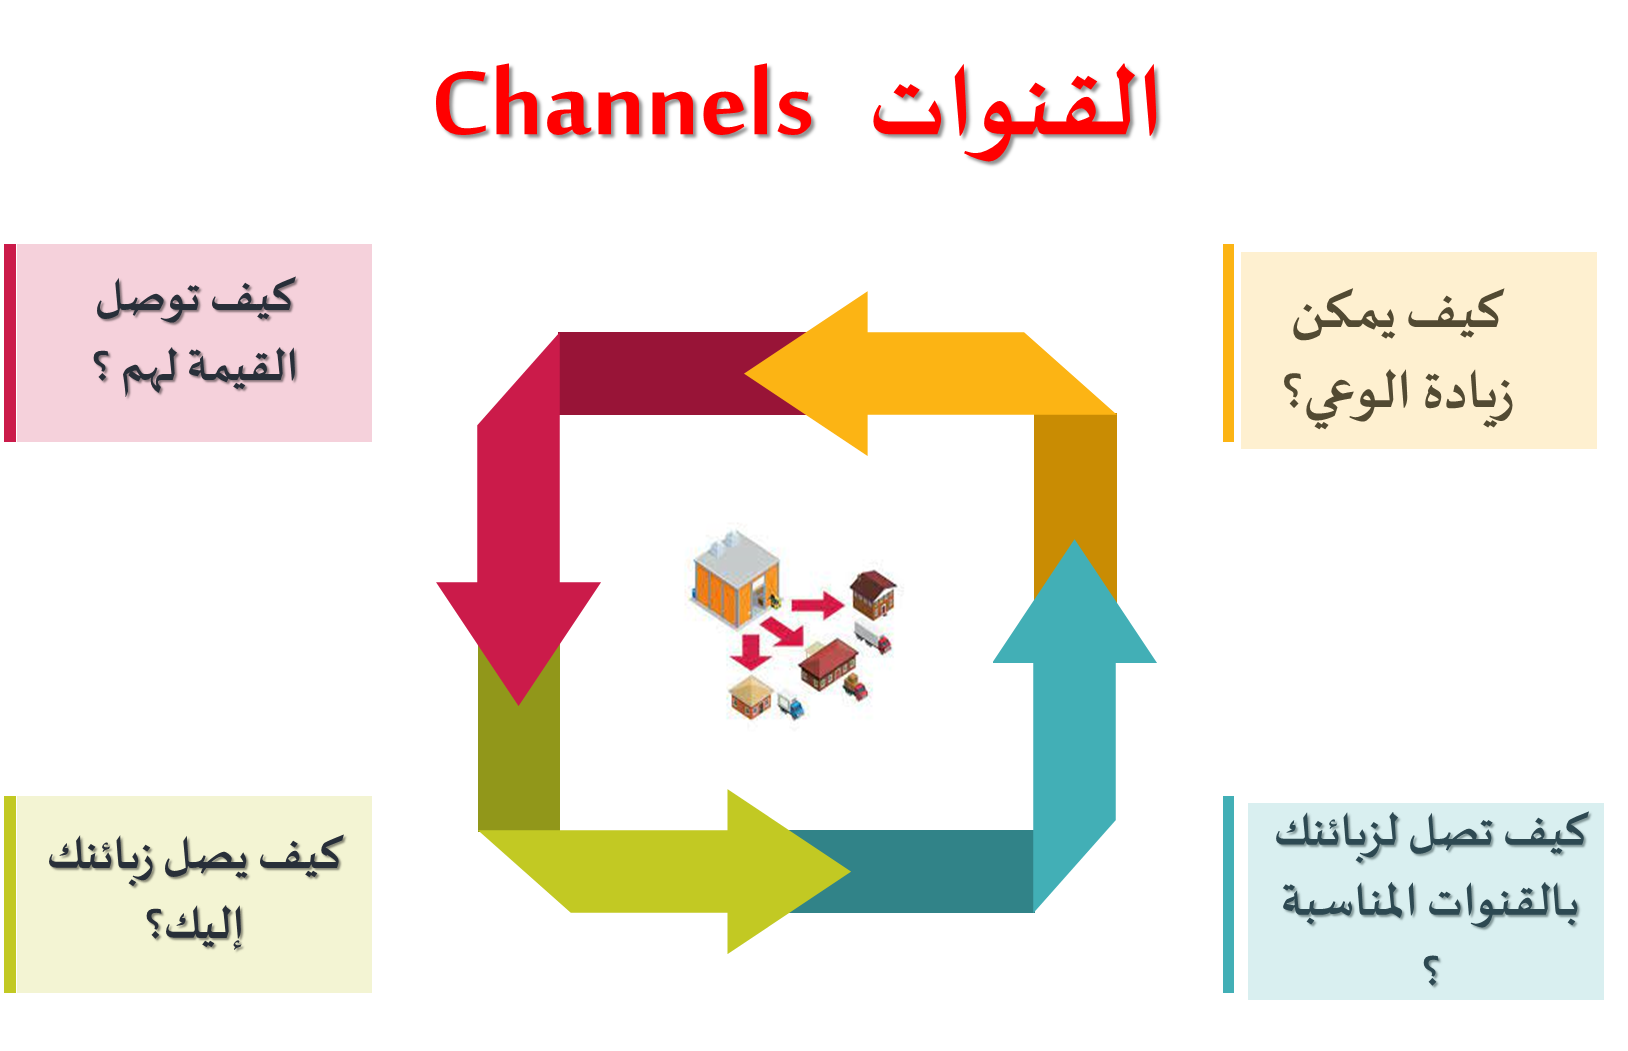 القنوات Channels
كيف يمكن
زيادة الوعي؟
كيف توصل
القيمة لهم ؟
كيف تصل لزبائنك
بالقنوات المناسبة
؟
كيف يصل زبائنك
إليك؟